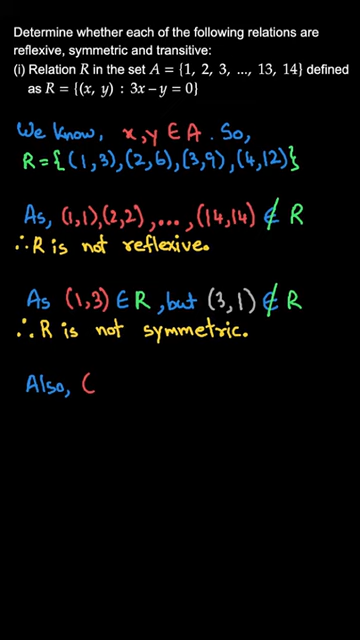 Determine whether each of the following relations are
reflexive, symmetric and transitive:
(i) Relation R in the set A = {1, 2, 3, ..., 13, 14} defined
as R = {(x, y) : 3x − y = 0}
We know, x, y ∈ A. So,
R = {(1, 3), (2, 6), (3, 9), (4, 12)}
As, (1, 1), (2, 2), ...., (14, 14) ∉ R
∴ R is not reflexive.
As (1, 3) ∈ R, but (3, 1) ∉ R
∴ R is not symmetric.
Also, (